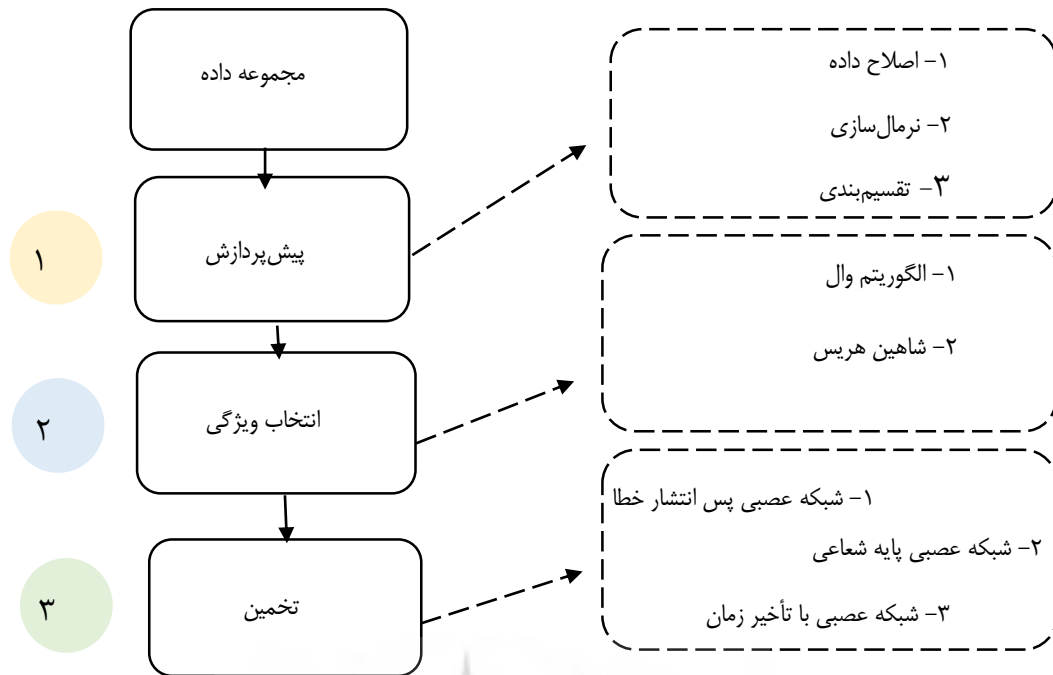 مجموعه داده
۱- اصلاح داده
۲- نرمال‌سازی
۳- تقسیم‌بندی
۱
پیش‌پردازش
۱- الگوریتم وال
۲- شاهین هریس
۲
انتخاب ویژگی
۱- شبکه عصبی پس انتشار خطا
۲- شبکه عصبی پایه شعاعی
۳- شبکه عصبی با تأخیر زمان
۳
تخمین